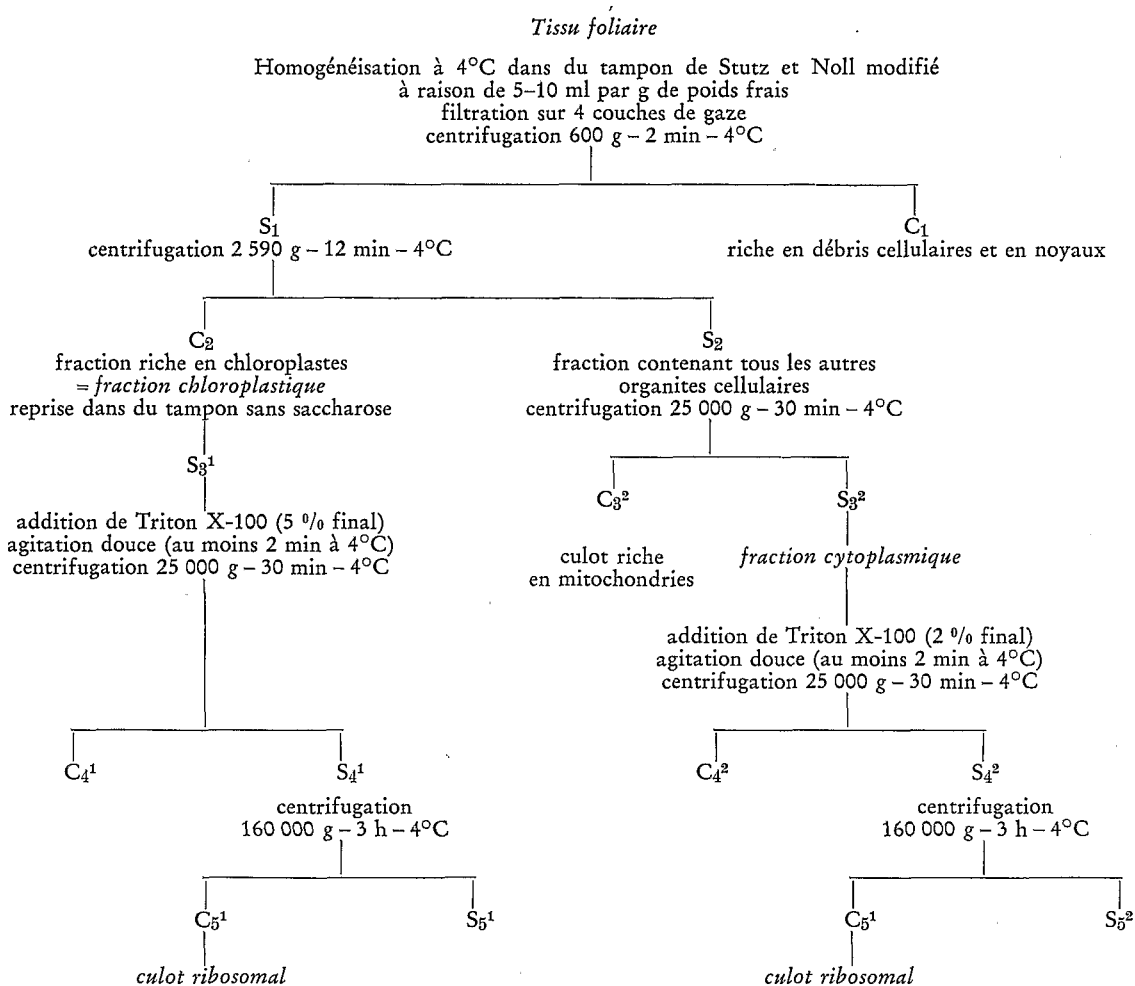 Tissu foliaire
Homogénéisation à 4°C dans du tampon de Stutz et Noll modifié
à raison de 5–10 ml par g de poids frais
filtration sur 4 couches de gaze
centrifugation 600 g – 2 min – 4°C
S₁
centrifugation 2 590 g – 12 min – 4°C
C₁
riche en débris cellulaires et en noyaux
C₂
fraction riche en chloroplastes
= fraction chloroplastique
reprise dans du tampon sans saccharose
S₂
fraction contenant tous les autres
organites cellulaires
centrifugation 25 000 g – 30 min – 4°C
S₃¹
addition de Triton X-100 (5 % final)
agitation douce (au moins 2 min à 4°C)
centrifugation 25 000 g – 30 min – 4°C
C₃²
culot riche
en mitochondries
S₃²
fraction cytoplasmique
addition de Triton X-100 (2 % final)
agitation douce (au moins 2 min à 4°C)
centrifugation 25 000 g – 30 min – 4°C
C₄¹
S₄¹
centrifugation
160 000 g – 3 h – 4°C
C₄²
S₄²
centrifugation
160 000 g – 3 h – 4°C
C₅¹
S₅¹
culot ribosomal
C₅¹
S₅²
culot ribosomal